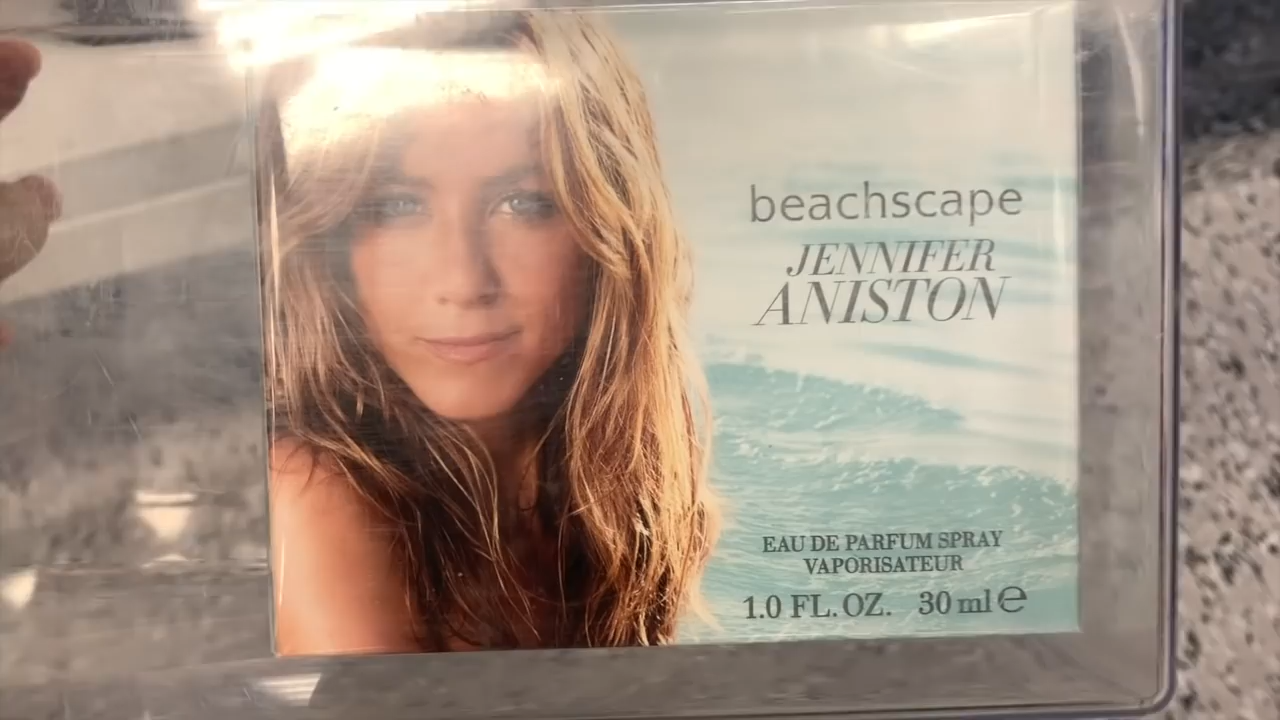 beachscape
JENNIFER
ANISTON
EAU DE PARFUM SPRAY
VAPORISATEUR
1.0 FL. OZ. 30 ml ℮